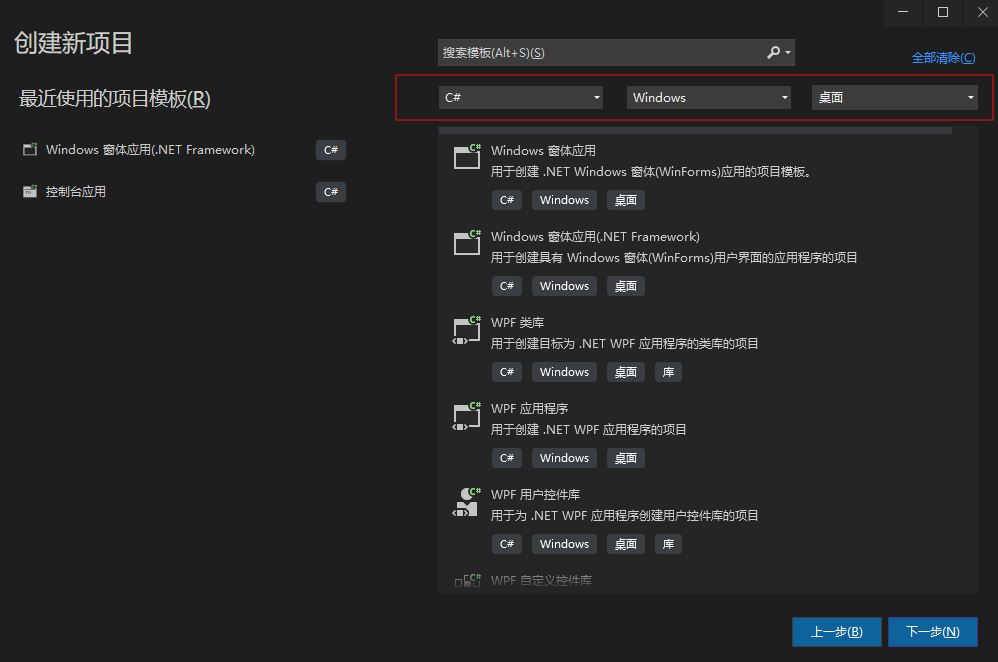 创建新项目
搜索模板(Alt+S)(S)
全部清除(C)
最近使用的项目模板(R)
C#
Windows
桌面
Windows 窗体应用(.NET Framework)
C#
控制台应用
C#
Windows 窗体应用
用于创建 .NET Windows 窗体(WinForms)应用的项目模板。
C# Windows 桌面
Windows 窗体应用(.NET Framework)
用于创建具有 Windows 窗体(WinForms)用户界面的应用程序的项目
C# Windows 桌面
WPF 类库
用于创建目标为 .NET WPF 应用程序的类库的项目
C# Windows 桌面 库
WPF 应用程序
用于创建 .NET WPF 应用程序的项目
C# Windows 桌面
WPF 用户控件库
用于为 .NET WPF 应用程序创建用户控件库的项目
C# Windows 桌面 库
WPF 自定义控件库
上一步(B)
下一步(N)